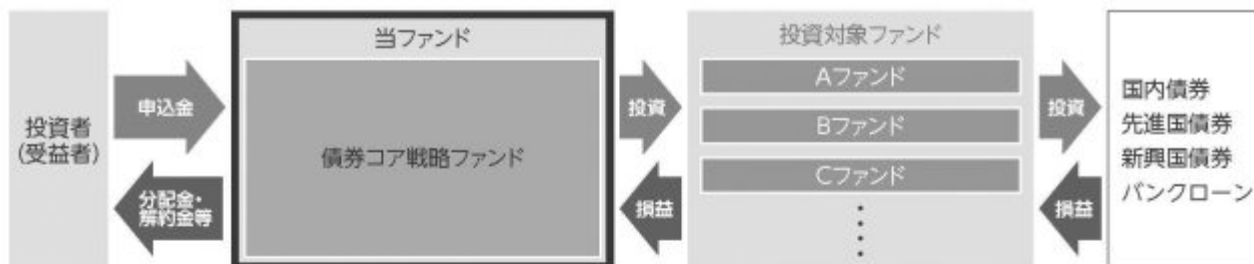 投資者
(受益者)
申込金
分配金・
解約金等
当ファンド
債券コア戦略ファンド
投資
損益
投資対象ファンド
Aファンド
Bファンド
Cファンド
投資
損益
国内債券
先進国債券
新興国債券
バンクローン